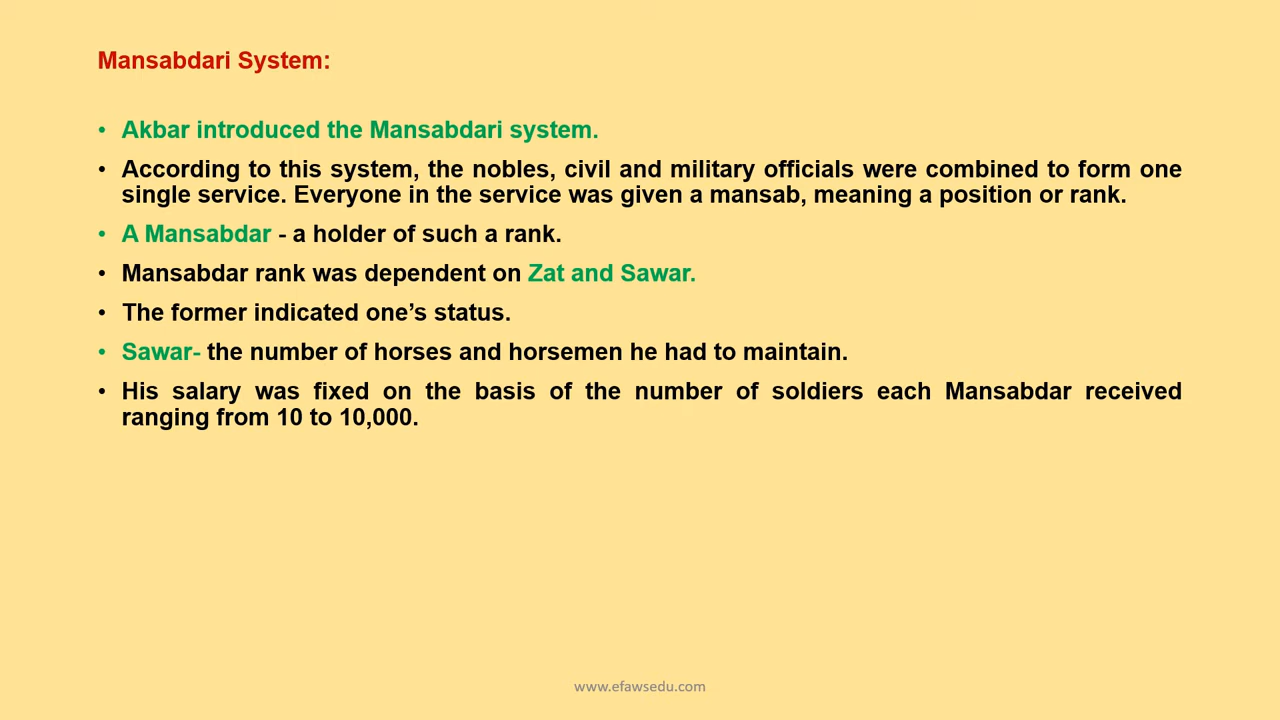 Mansabdari System:
• Akbar introduced the Mansabdari system.
• According to this system, the nobles, civil and military officials were combined to form one
single service. Everyone in the service was given a mansab, meaning a position or rank.
• A Mansabdar - a holder of such a rank.
• Mansabdar rank was dependent on Zat and Sawar.
• The former indicated one’s status.
• Sawar- the number of horses and horsemen he had to maintain.
• His salary was fixed on the basis of the number of soldiers each Mansabdar received
ranging from 10 to 10,000.
www.efawsedu.com